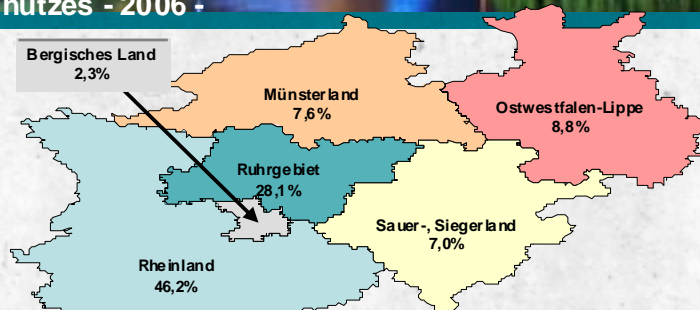 hutzes - 2006 -
Bergisches Land
2,3%
Münsterland
7,6%
Ostwestfalen-Lippe
8,8%
Ruhrgebiet
28,1%
Sauer-, Siegerland
7,0%
Rheinland
46,2%